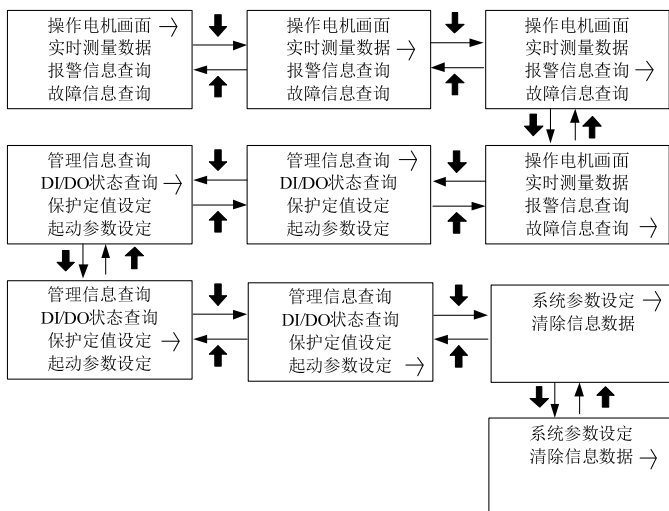 操作电机画面
实时测量数据
报警信息查询
故障信息查询
操作电机画面
实时测量数据
报警信息查询
故障信息查询
操作电机画面
实时测量数据
报警信息查询
故障信息查询
管理信息查询
DI/DO状态查询
保护定值设定
起动参数设定
管理信息查询
DI/DO状态查询
保护定值设定
起动参数设定
操作电机画面
实时测量数据
报警信息查询
故障信息查询
管理信息查询
DI/DO状态查询
保护定值设定
起动参数设定
管理信息查询
DI/DO状态查询
保护定值设定
起动参数设定
系统参数设定
清除信息数据
系统参数设定
清除信息数据